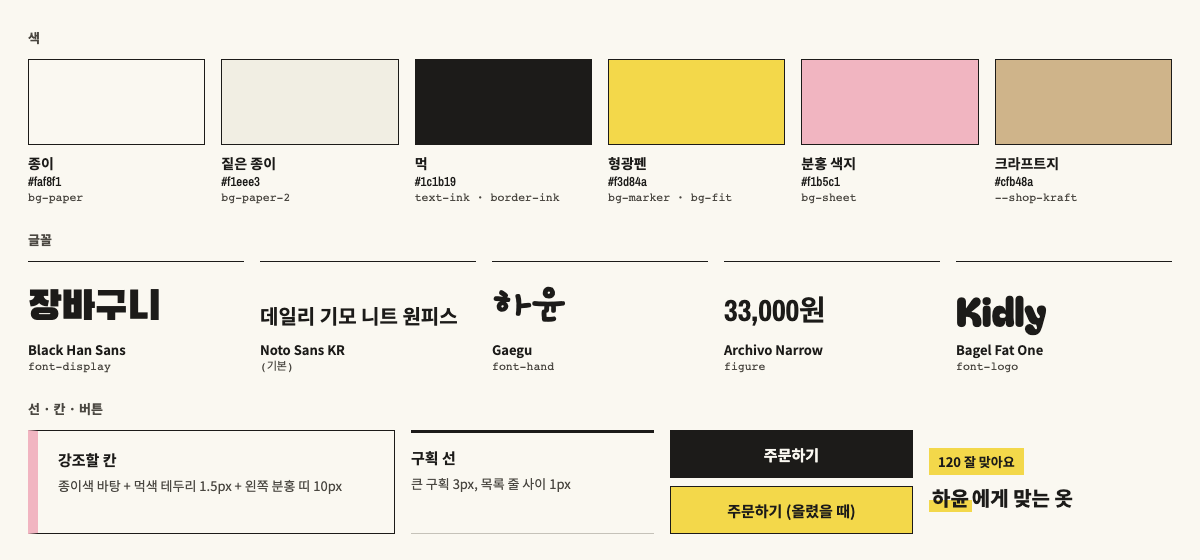 색
종이
#faf8f1
bg-paper
짙은 종이
#f1eee3
bg-paper-2
먹
#1c1b19
text-ink · border-ink
형광펜
#f3d84a
bg-marker · bg-fit
분홍 색지
#f1b5c1
bg-sheet
크라프트지
#cfb48a
--shop-kraft
글꼴
장바구니
Black Han Sans
font-display
데일리 기모 니트 원피스
Noto Sans KR
(기본)
하윤
Gaegu
font-hand
33,000원
Archivo Narrow
figure
Kidly
Bagel Fat One
font-logo
선 · 칸 · 버튼
강조할 칸
종이색 바탕 + 먹색 테두리 1.5px + 왼쪽 분홍 띠 10px
구획 선
큰 구획 3px, 목록 줄 사이 1px
주문하기
주문하기 (올렸을 때)
120 잘 맞아요
하윤에게 맞는 옷